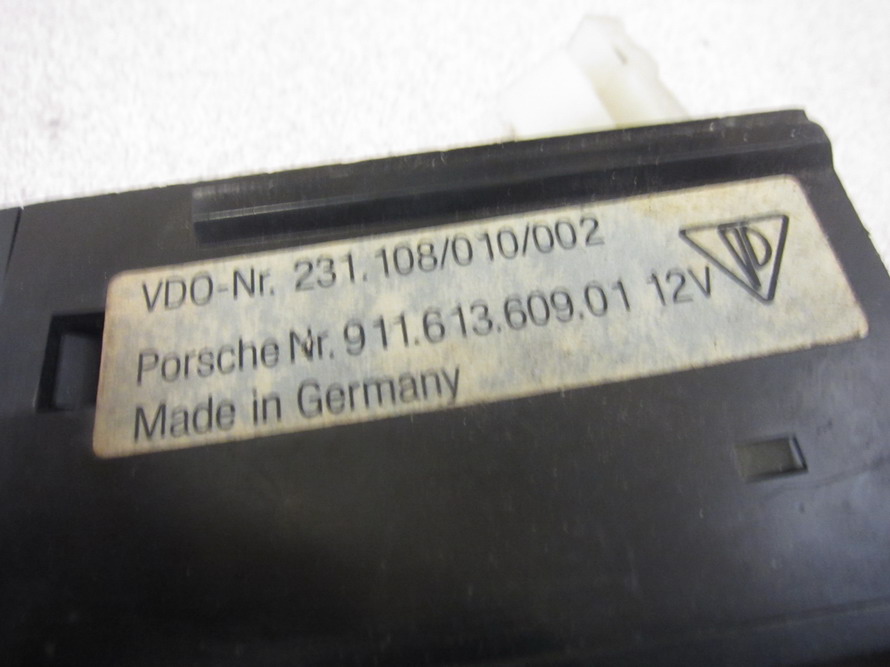 VDO-Nr. 231.108/010/002
Porsche Nr. 911.613.609.01 12V
Made in Germany